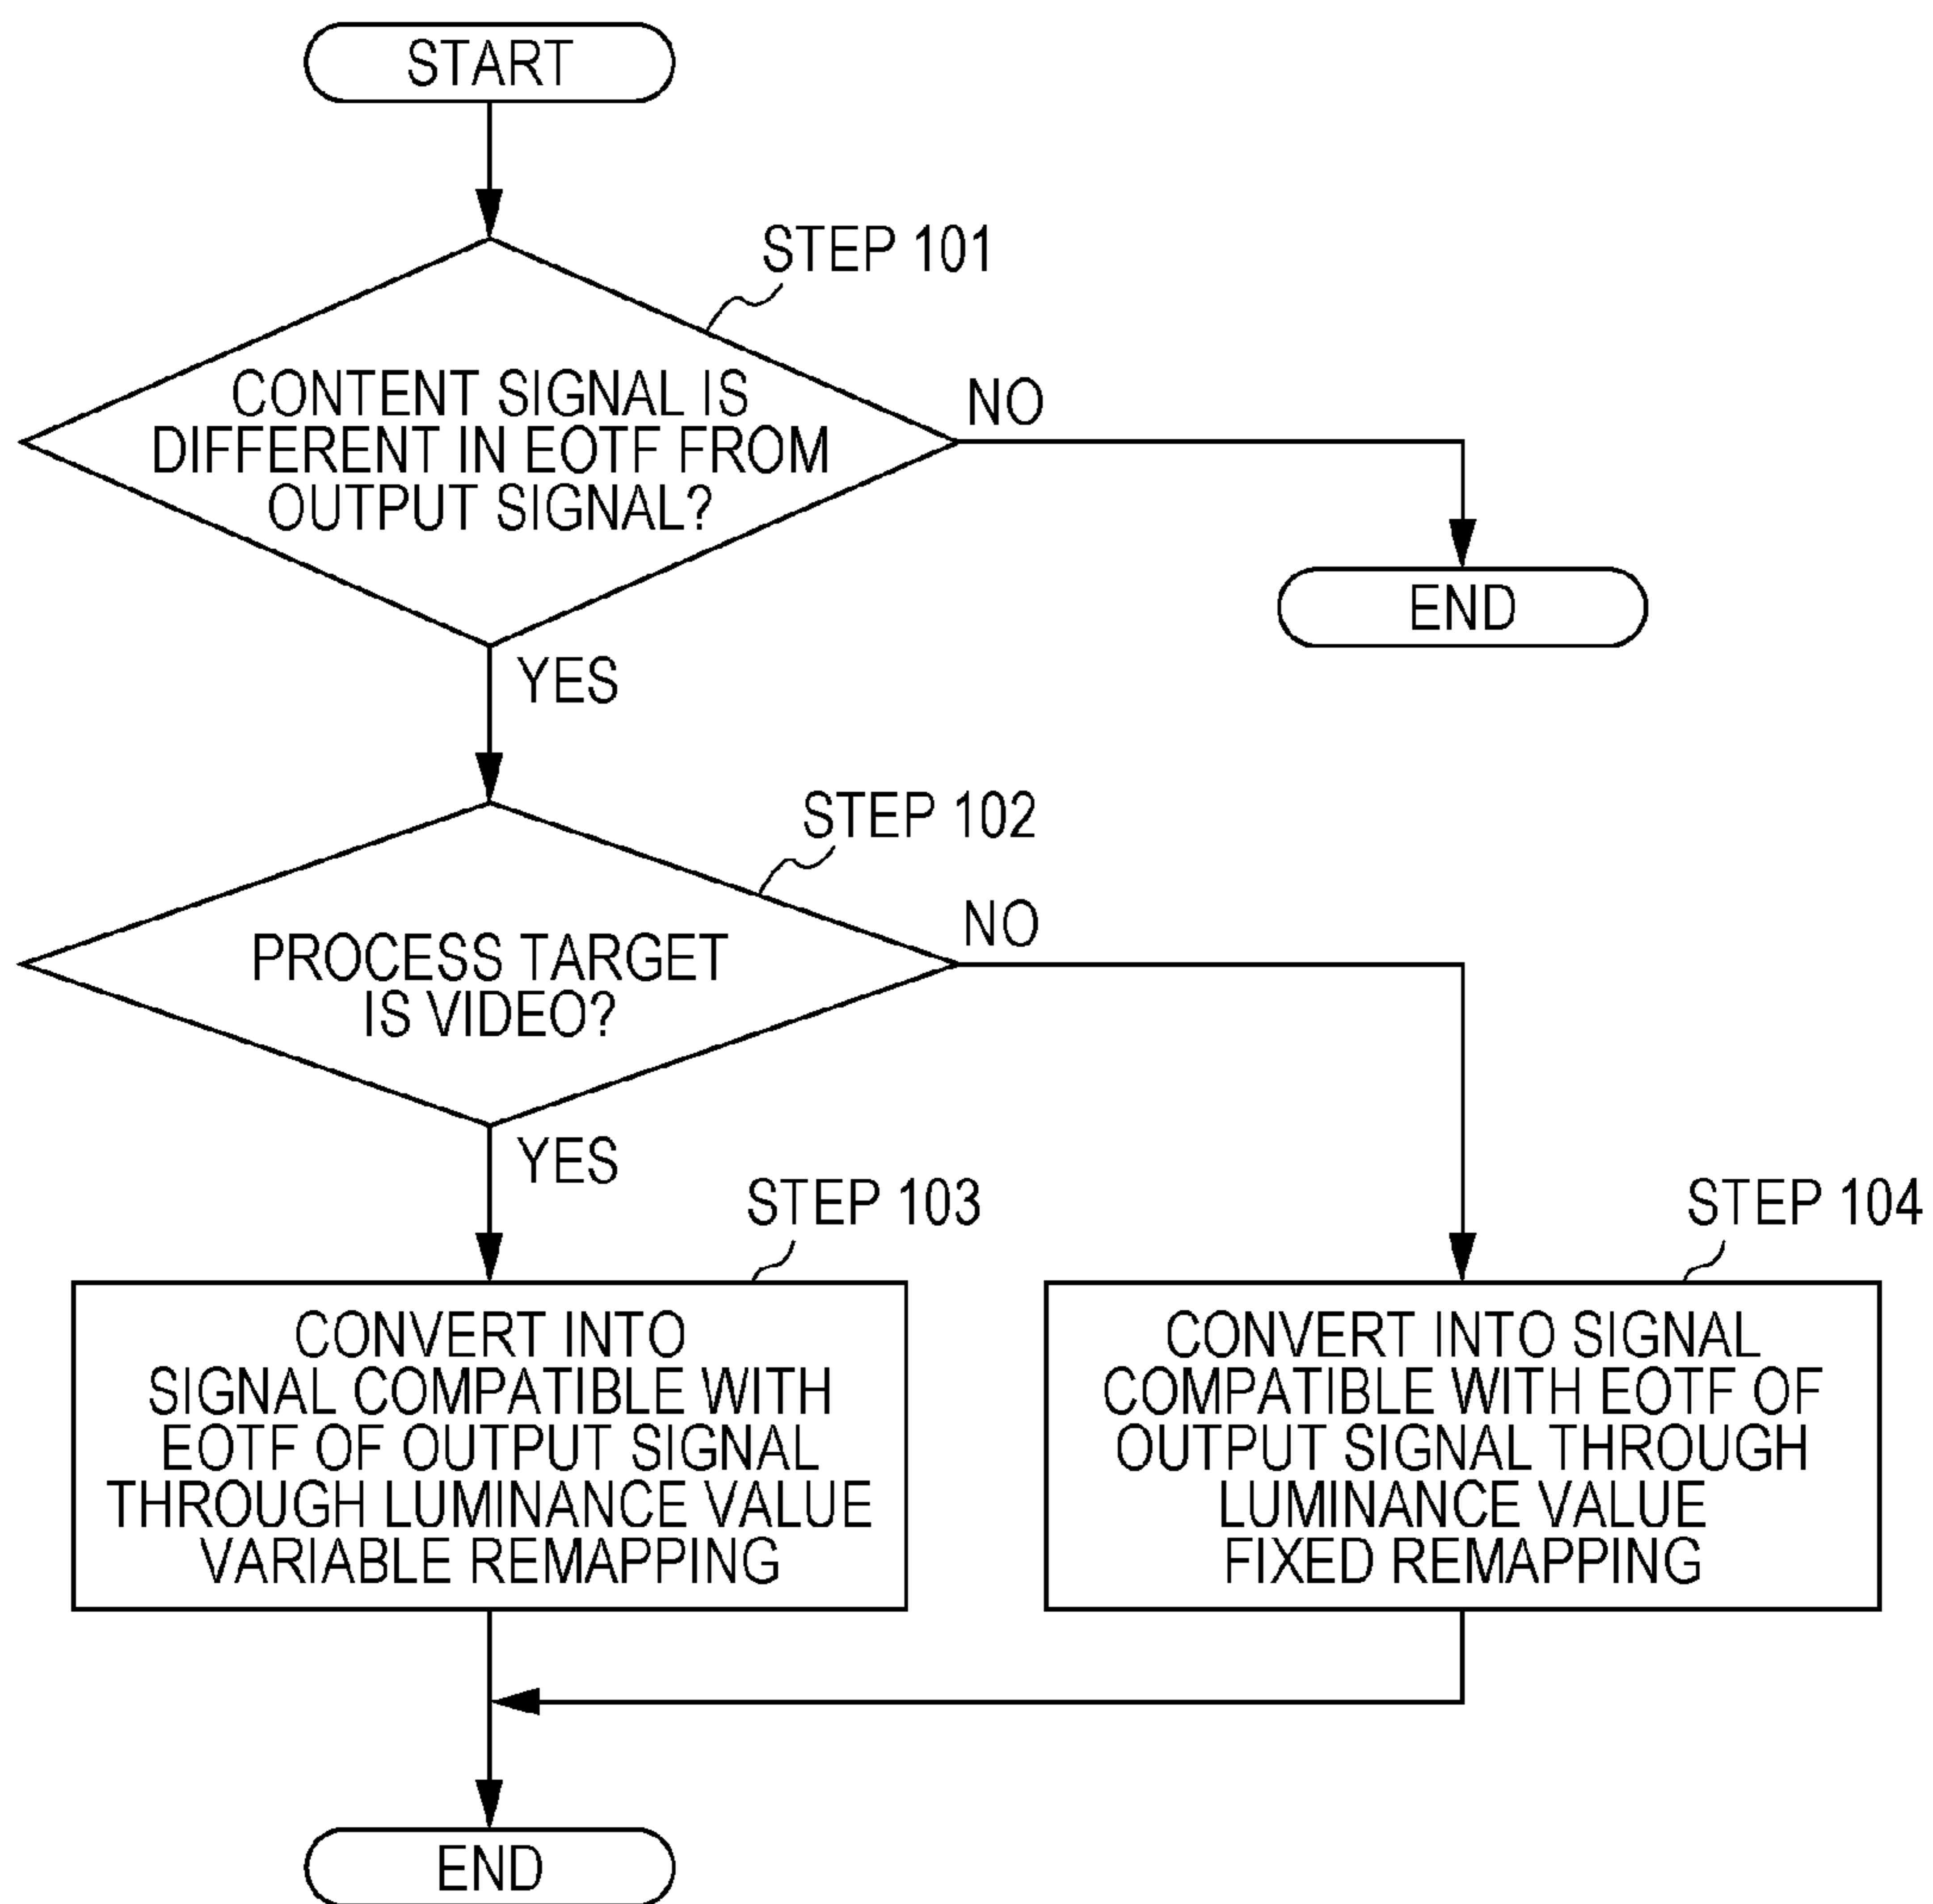 START
STEP 101
CONTENT SIGNAL IS
DIFFERENT IN EOTF FROM
OUTPUT SIGNAL?
NO
END
YES
STEP 102
PROCESS TARGET
IS VIDEO?
NO
YES
STEP 103
CONVERT INTO
SIGNAL COMPATIBLE WITH
EOTF OF OUTPUT SIGNAL
THROUGH LUMINANCE VALUE
VARIABLE REMAPPING
STEP 104
CONVERT INTO SIGNAL
COMPATIBLE WITH EOTF OF
OUTPUT SIGNAL THROUGH
LUMINANCE VALUE
FIXED REMAPPING
END